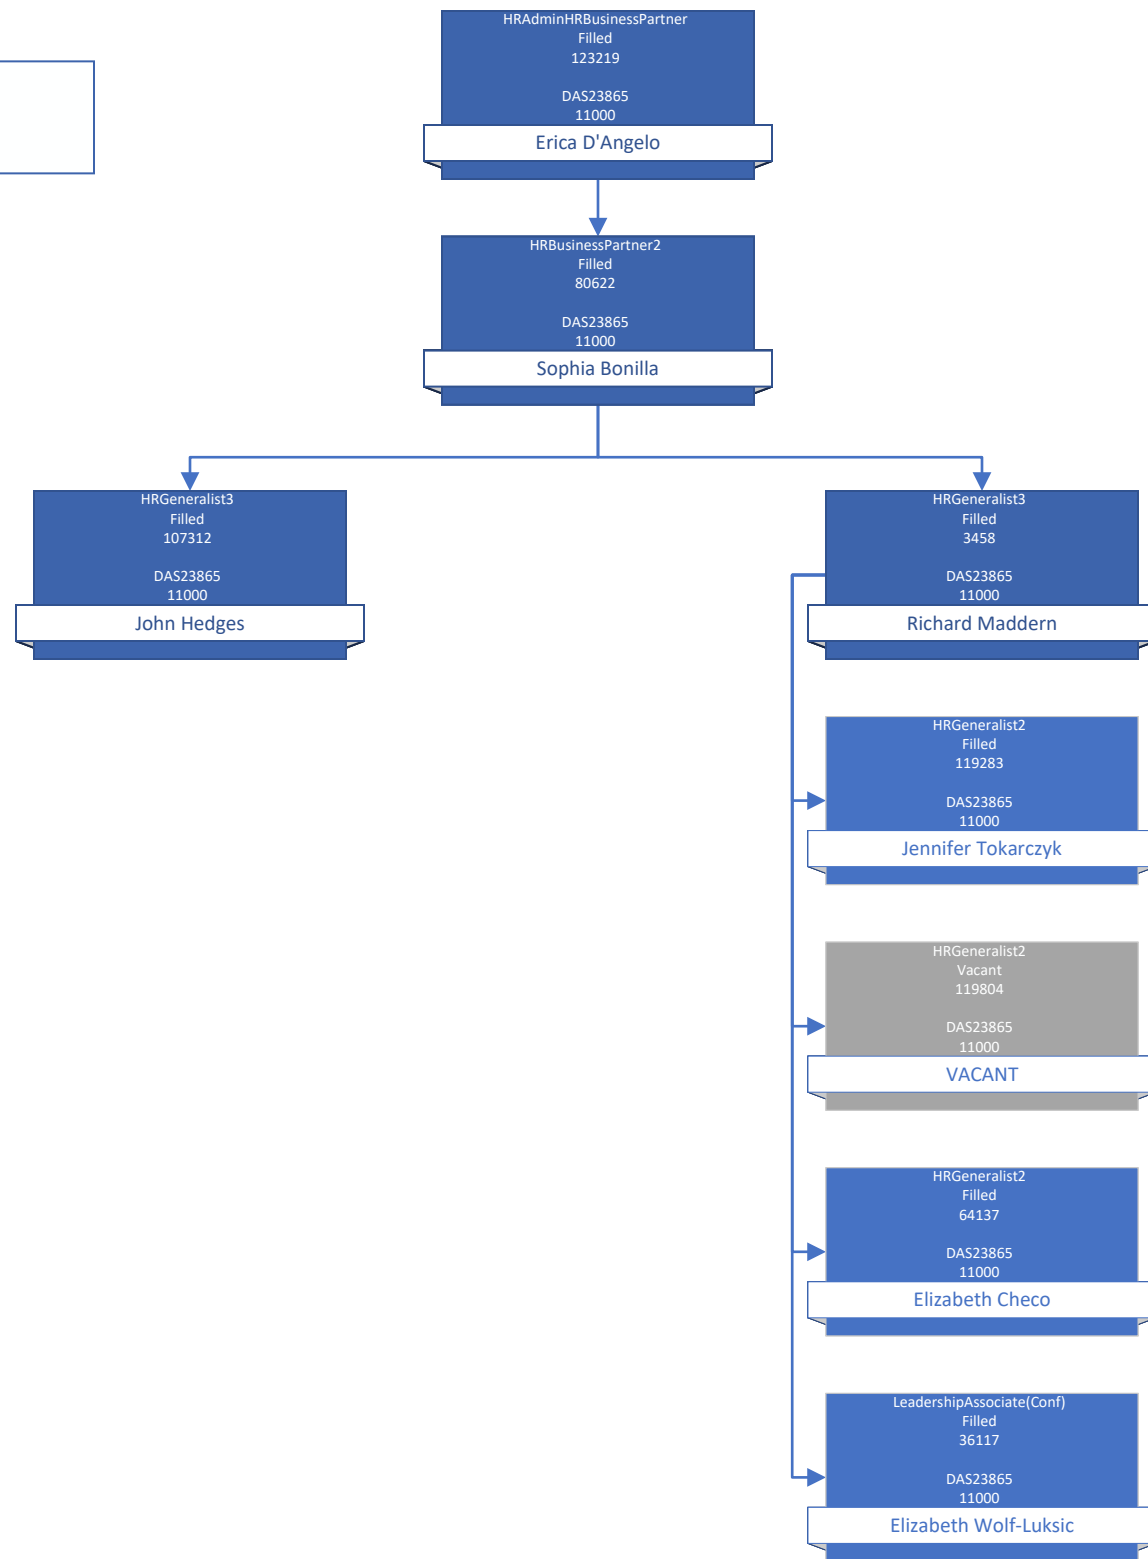 HRAdminHRBusinessPartner
Filled
123219
DAS23865
11000
Erica D'Angelo
HRBusinessPartner2
Filled
80622
DAS23865
11000
Sophia Bonilla
HRGeneralist3
Filled
107312
DAS23865
11000
John Hedges
HRGeneralist3
Filled
3458
DAS23865
11000
Richard Maddern
HRGeneralist2
Filled
119283
DAS23865
11000
Jennifer Tokarczyk
HRGeneralist2
Vacant
119804
DAS23865
11000
VACANT
HRGeneralist2
Filled
64137
DAS23865
11000
Elizabeth Checo
LeadershipAssociate(Conf)
Filled
36117
DAS23865
11000
Elizabeth Wolf-Luksic